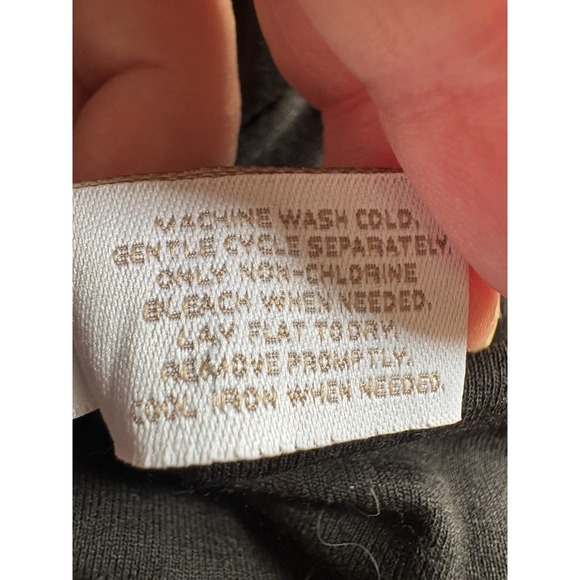 MACHINE WASH COLD.
GENTLE CYCLE SEPARATELY.
ONLY NON-CHLORINE
BLEACH WHEN NEEDED.
LAY FLAT TO DRY.
REMOVE PROMPTLY.
COOL IRON WHEN NEEDED.